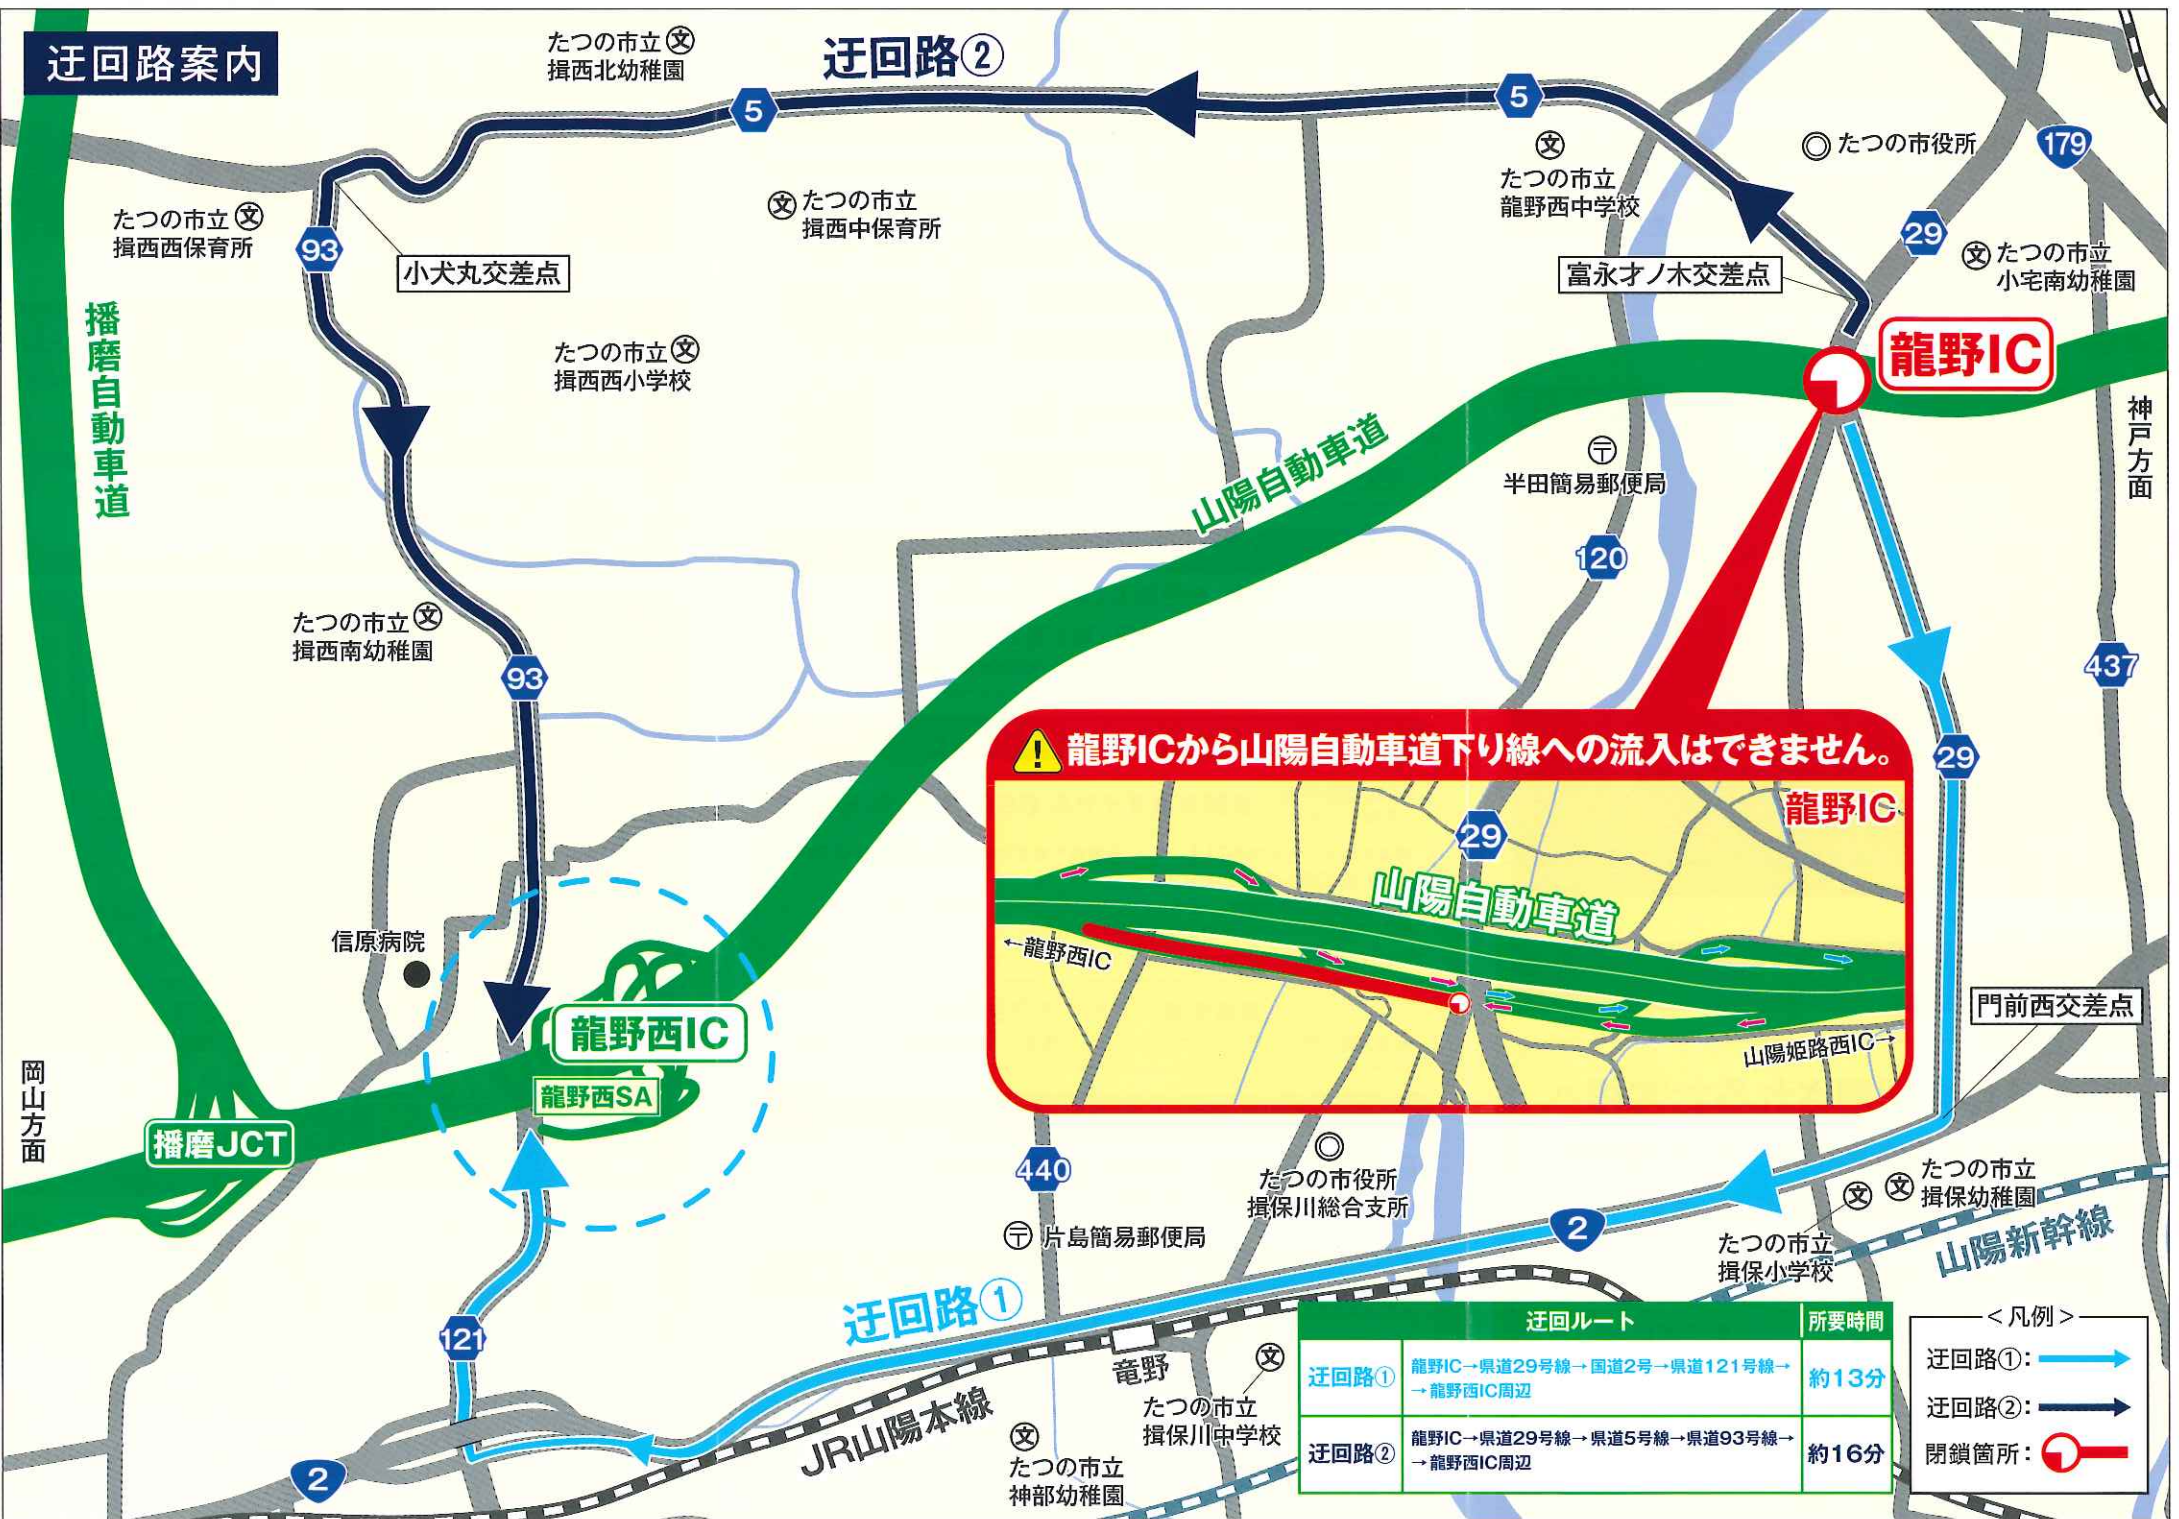 迂回路案内
たつの市立
揖西北幼稚園
迂回路②
5
5
たつの市立
龍野西中学校
たつの市役所
179
29
たつの市立
小宅南幼稚園
富永才ノ木交差点
龍野IC
神戸方面
たつの市立
揖西西保育所
93
小犬丸交差点
たつの市立
揖西中保育所
たつの市立
揖西西小学校
播磨自動車道
山陽自動車道
半田簡易郵便局
120
437
たつの市立
揖西南幼稚園
93
29
龍野ICから山陽自動車道下り線への流入はできません。
龍野IC
29
山陽自動車道
←龍野西IC
山陽姫路西IC→
門前西交差点
信原病院
龍野西IC
龍野西SA
岡山方面
播磨JCT
440
片島簡易郵便局
たつの市役所
揖保川総合支所
たつの市立
揖保幼稚園
たつの市立
揖保小学校
山陽新幹線
2
迂回路①
121
竜野
JR山陽本線
たつの市立
揖保川中学校
たつの市立
神部幼稚園
2
迂回ルート 所要時間
迂回路① 龍野IC→県道29号線→国道2号→県道121号線→
→龍野西IC周辺 約13分
迂回路② 龍野IC→県道29号線→県道5号線→県道93号線→
→龍野西IC周辺 約16分
＜凡例＞
迂回路①：
迂回路②：
閉鎖箇所：